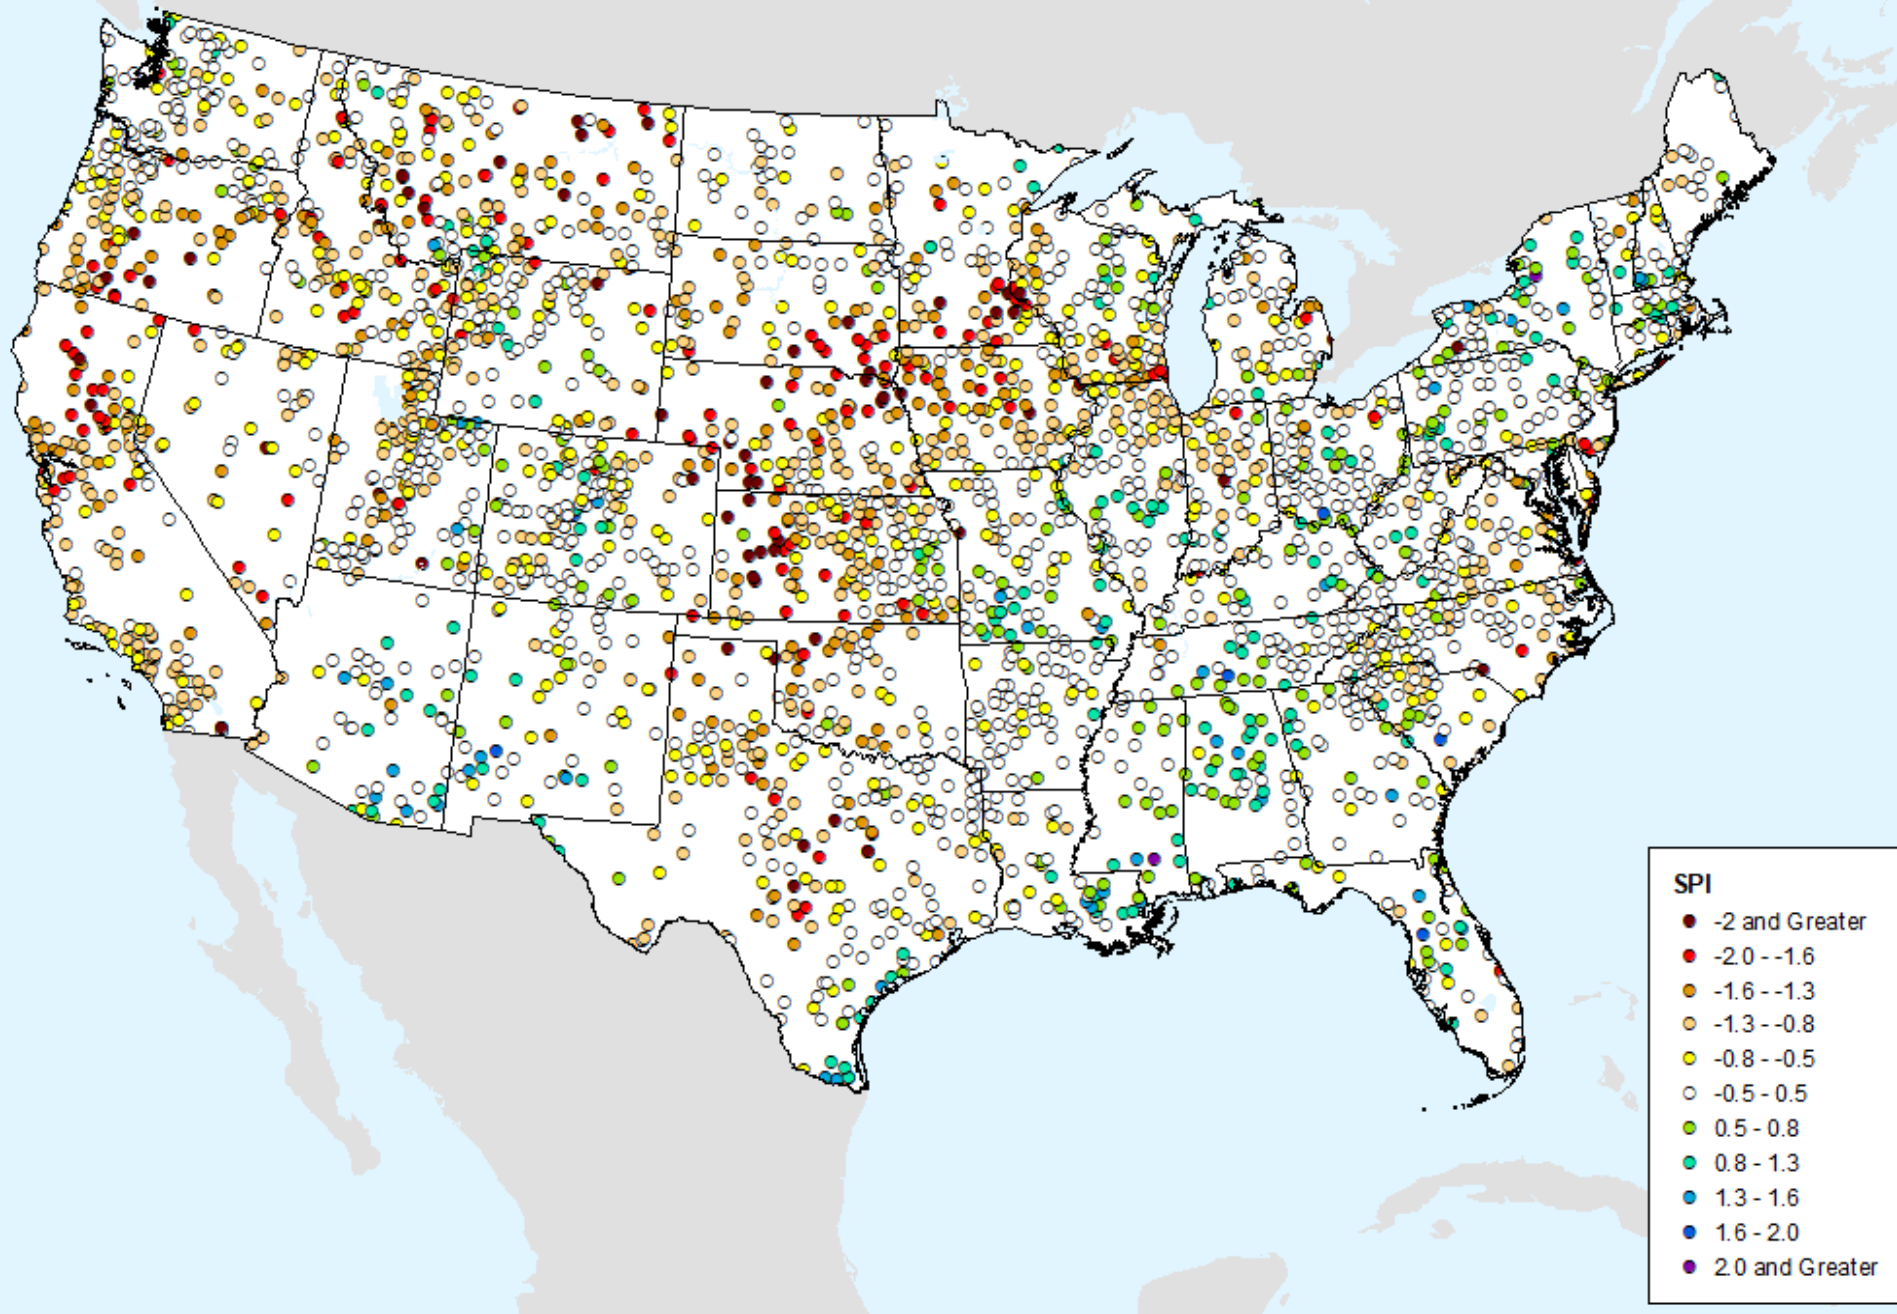 SPI
-2 and Greater
-2.0 - -1.6
-1.6 - -1.3
-1.3 - -0.8
-0.8 - -0.5
-0.5 - 0.5
0.5 - 0.8
0.8 - 1.3
1.3 - 1.6
1.6 - 2.0
2.0 and Greater